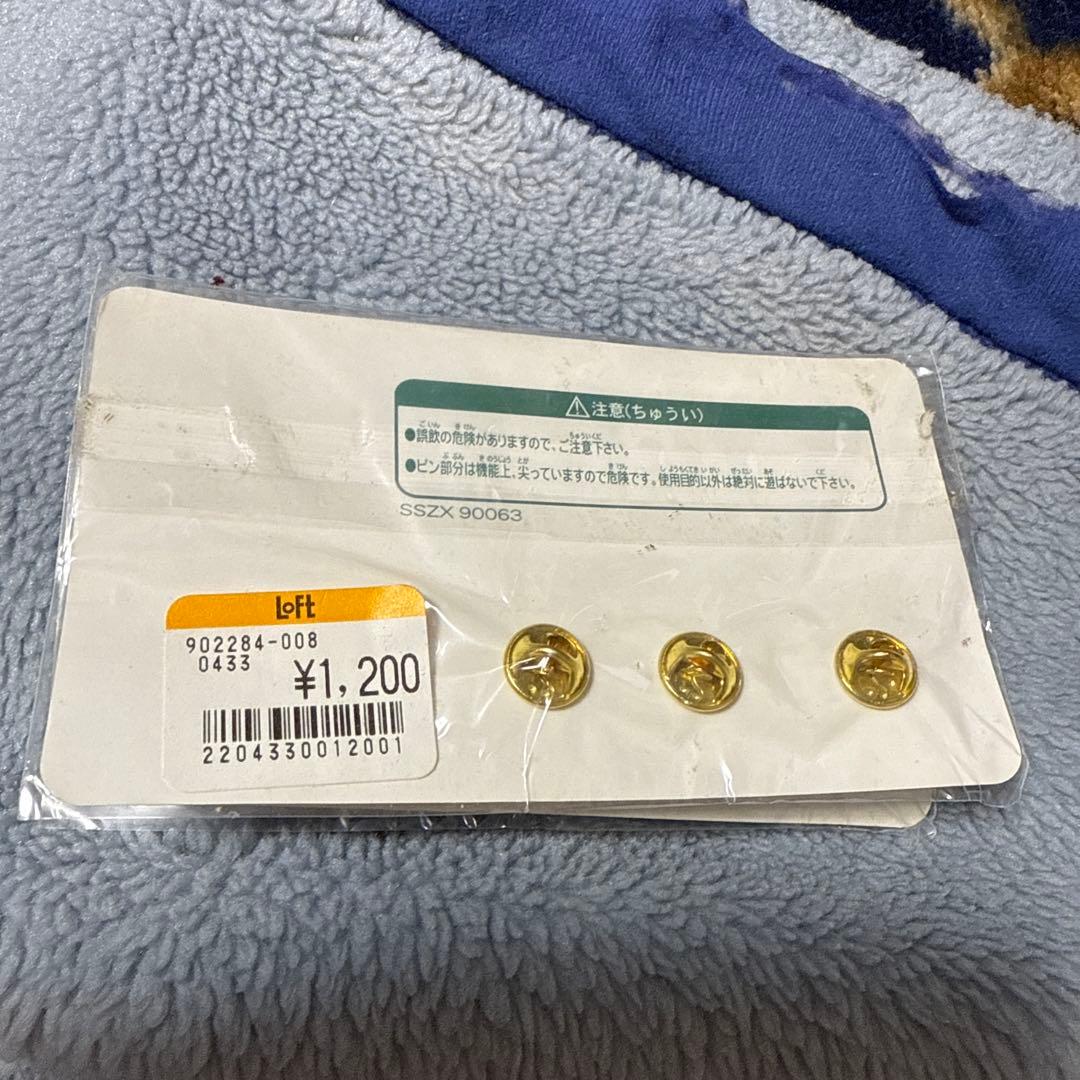 ⚠注意(ちゅうい)
●誤飲の危険がありますので、ご注意下さい。
●ピン部分は機能上、尖っていますので危険です。使用目的以外は絶対に遊ばないで下さい。
SSZX 90063
LoFt
902284-008
0433
¥1,200
2204330012001